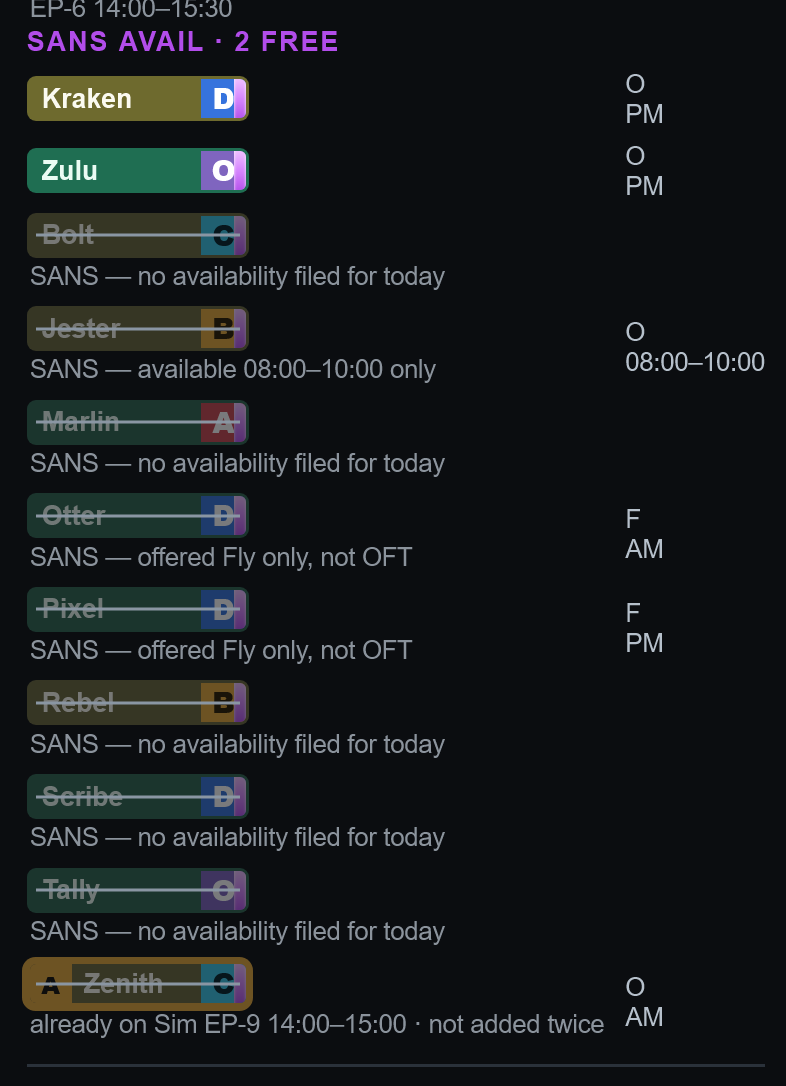 EP-6 14:00–15:30
SANS AVAIL · 2 FREE
Kraken D
O
PM
Zulu O
O
PM
Bolt C
SANS — no availability filed for today
Jester B
O
08:00–10:00
SANS — available 08:00–10:00 only
Marlin A
SANS — no availability filed for today
Otter D
F
AM
SANS — offered Fly only, not OFT
Pixel D
F
PM
SANS — offered Fly only, not OFT
Rebel B
SANS — no availability filed for today
Scribe D
SANS — no availability filed for today
Tally O
SANS — no availability filed for today
A Zenith C
O
AM
already on Sim EP-9 14:00–15:00 · not added twice